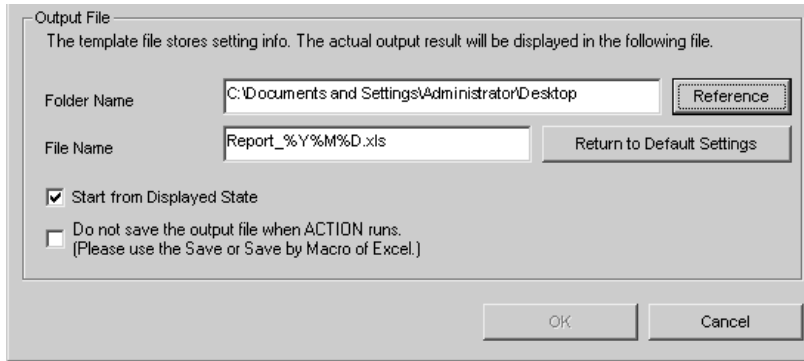 Output File
The template file stores setting info. The actual output result will be displayed in the following file.
Folder Name
C:\Documents and Settings\Administrator\Desktop
Reference
File Name
Report_%Y%M%D.xls
Return to Default Settings
Start from Displayed State
Do not save the output file when ACTION runs.
(Please use the Save or Save by Macro of Excel.)
OK
Cancel